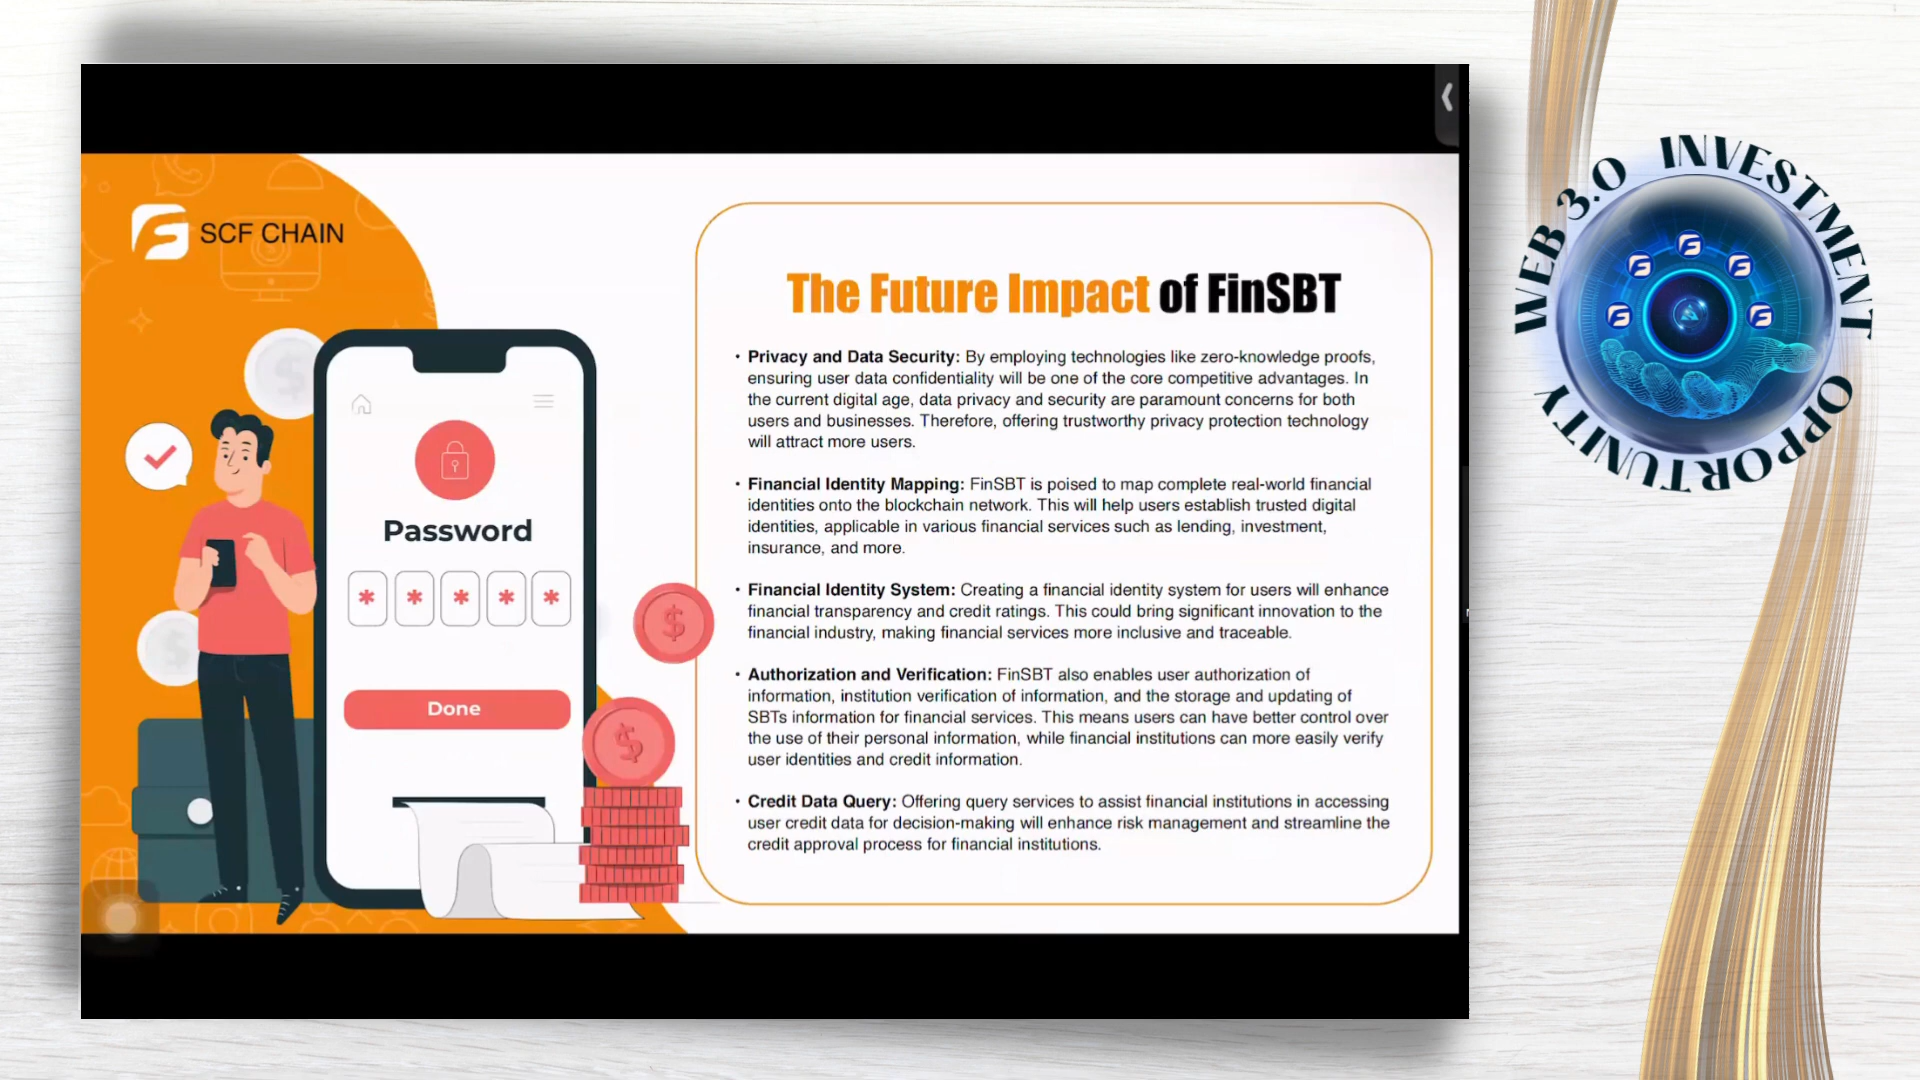 SCF CHAIN
Password
* * * * *
Done
The Future Impact of FinSBT
• Privacy and Data Security: By employing technologies like zero-knowledge proofs,
ensuring user data confidentiality will be one of the core competitive advantages. In
the current digital age, data privacy and security are paramount concerns for both
users and businesses. Therefore, offering trustworthy privacy protection technology
will attract more users.
• Financial Identity Mapping: FinSBT is poised to map complete real-world financial
identities onto the blockchain network. This will help users establish trusted digital
identities, applicable in various financial services such as lending, investment,
insurance, and more.
• Financial Identity System: Creating a financial identity system for users will enhance
financial transparency and credit ratings. This could bring significant innovation to the
financial industry, making financial services more inclusive and traceable.
• Authorization and Verification: FinSBT also enables user authorization of
information, institution verification of information, and the storage and updating of
SBTs information for financial services. This means users can have better control over
the use of their personal information, while financial institutions can more easily verify
user identities and credit information.
• Credit Data Query: Offering query services to assist financial institutions in accessing
user credit data for decision-making will enhance risk management and streamline the
credit approval process for financial institutions.
WEB 3.0 INVESTMENT
OPPORTUNITY